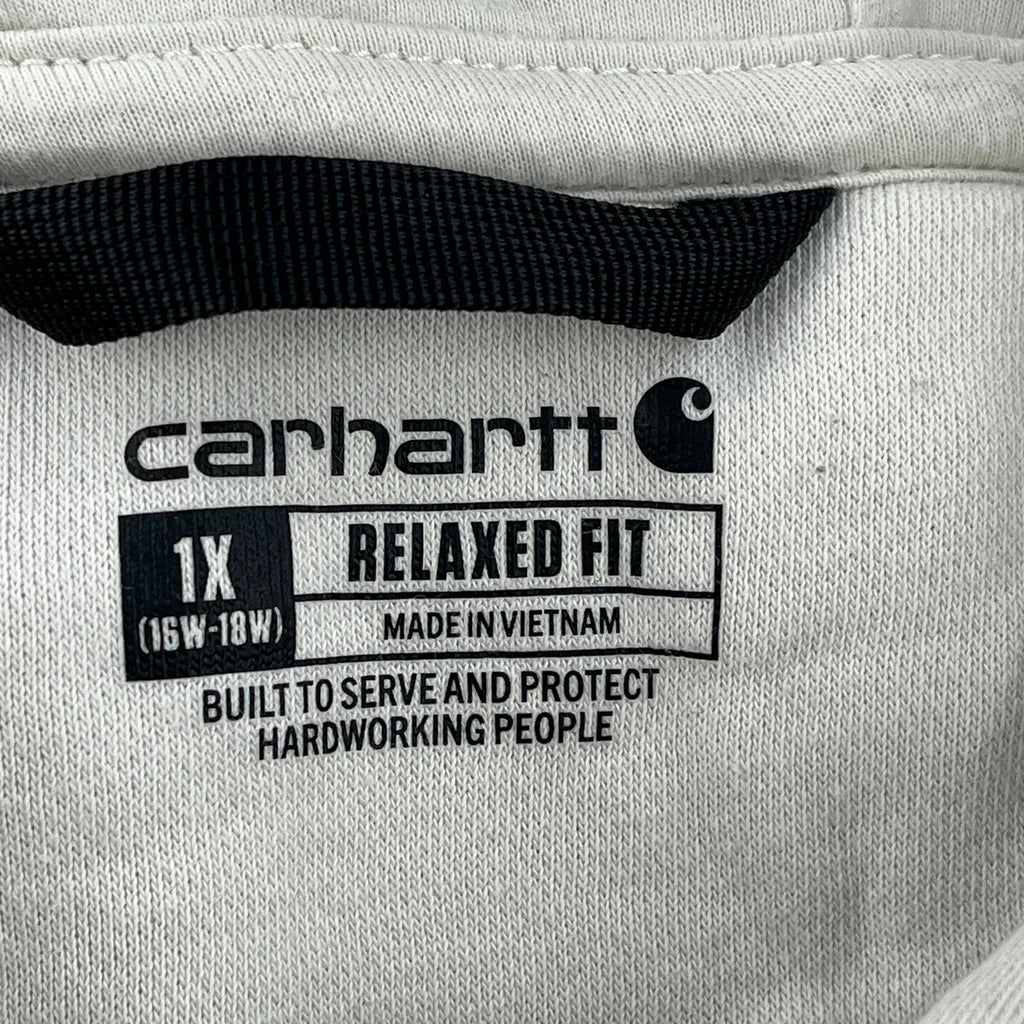 carhartt
1X
(16W-18W)
RELAXED FIT
MADE IN VIETNAM
BUILT TO SERVE AND PROTECT
HARDWORKING PEOPLE